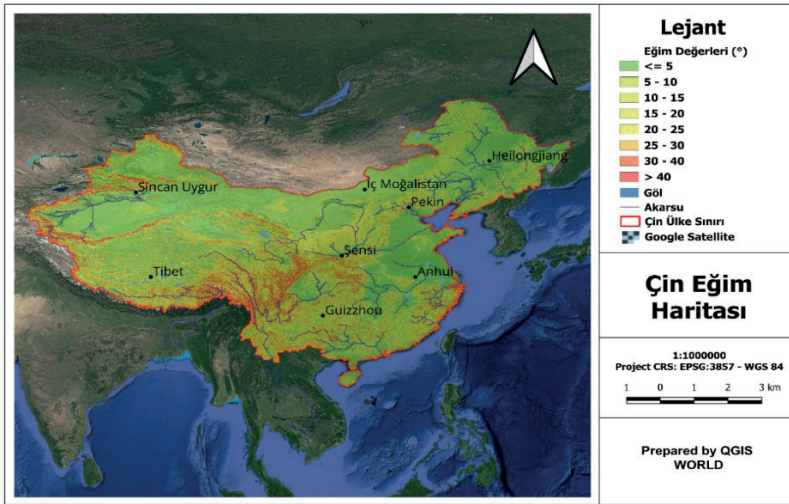 Sincan Uygur
Tibet
İç Moğalistan
Pekin
Heilongjiang
Şensi
Anhui
Guizzhou
Lejant
Eğim Değerleri (°)
<= 5
5 - 10
10 - 15
15 - 20
20 - 25
25 - 30
30 - 40
> 40
Göl
Akarsu
Çin Ülke Sınırı
Google Satellite
Çin Eğim
Haritası
1:1000000
Project CRS: EPSG:3857 - WGS 84
1 0 1 2 3 km
Prepared by QGIS
WORLD